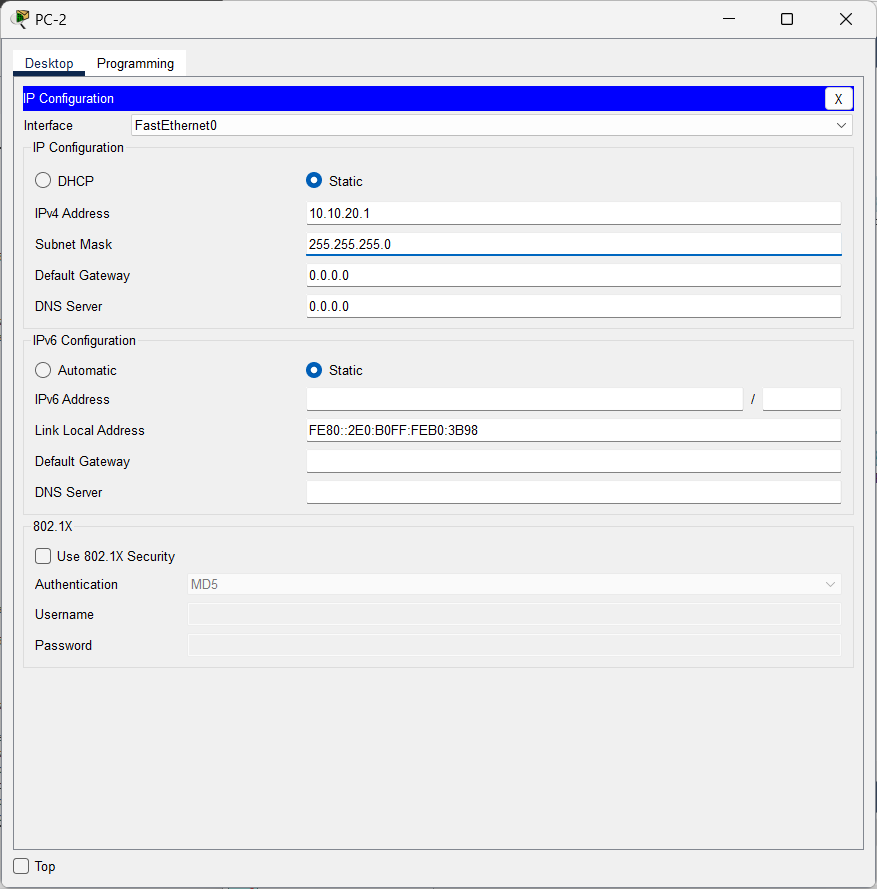 PC-2
Desktop Programming
IP Configuration X
Interface FastEthernet0
IP Configuration
DHCP Static
IPv4 Address 10.10.20.1
Subnet Mask 255.255.255.0
Default Gateway 0.0.0.0
DNS Server 0.0.0.0
IPv6 Configuration
Automatic Static
IPv6 Address /
Link Local Address FE80::2E0:B0FF:FEB0:3B98
Default Gateway
DNS Server
802.1X
Use 802.1X Security
Authentication MD5
Username
Password
Top